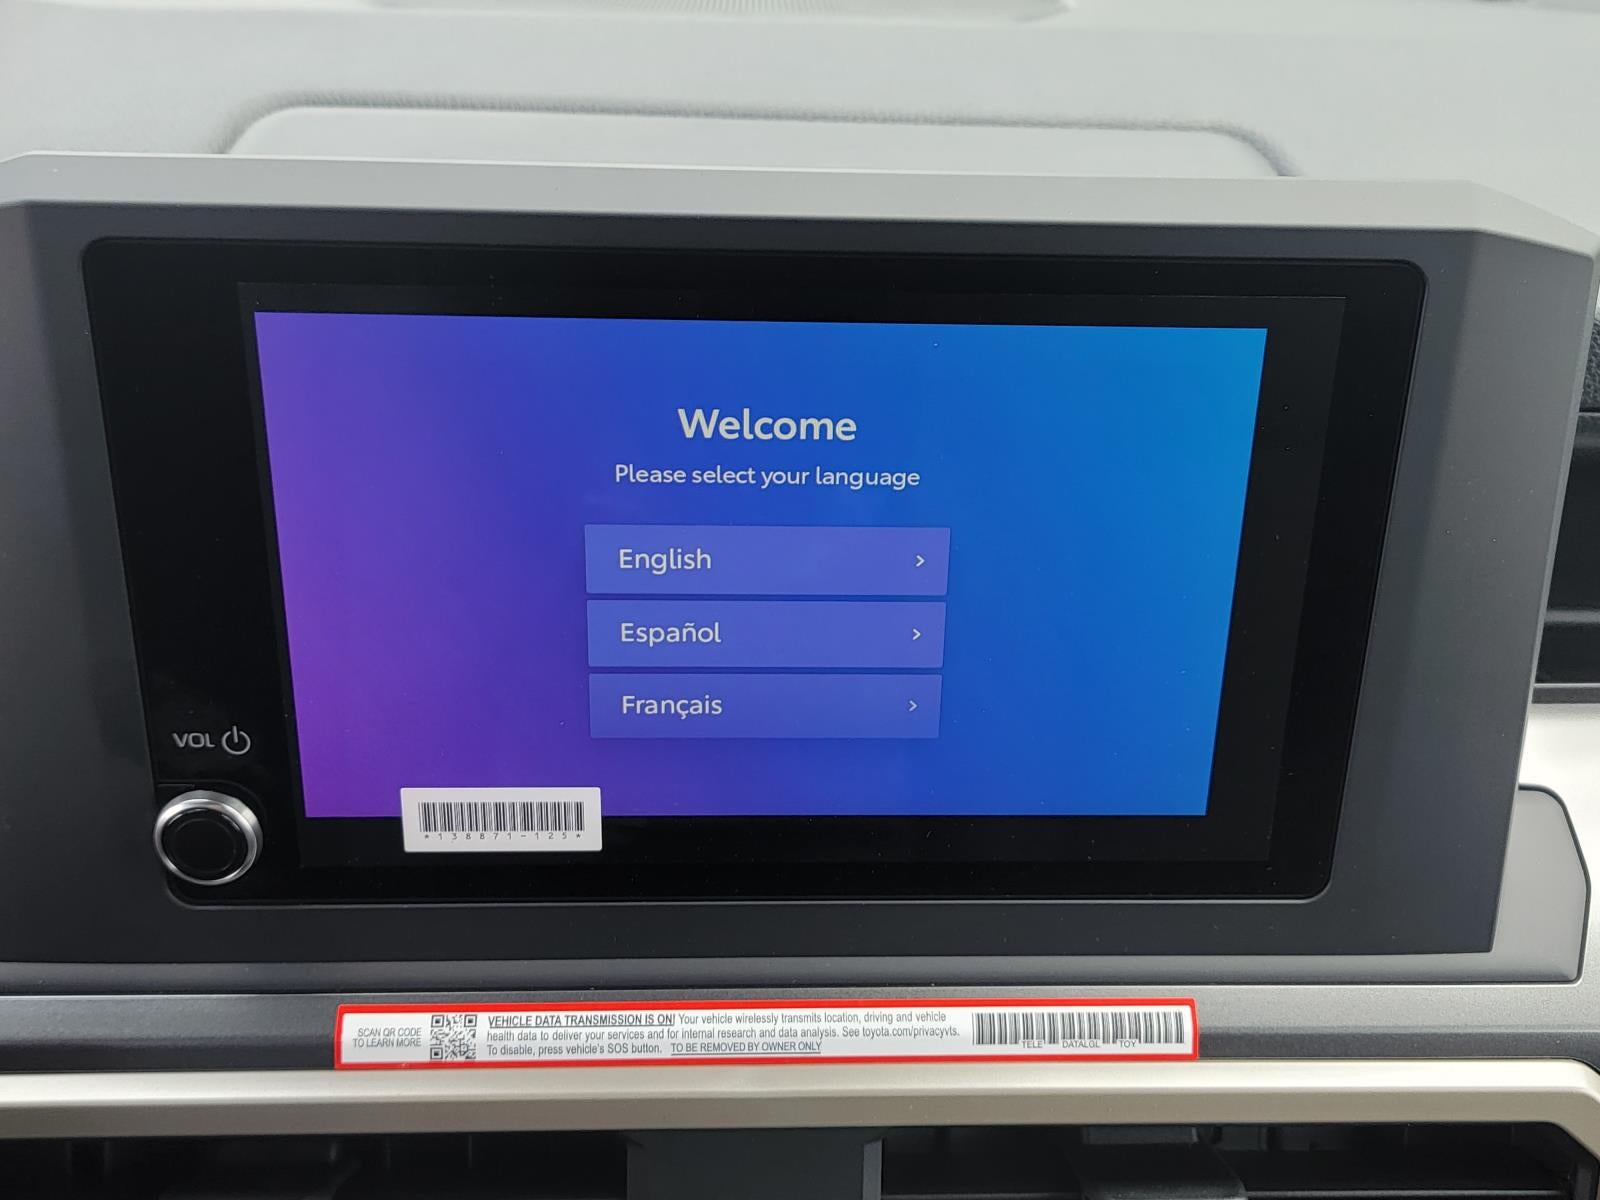 Welcome
Please select your language
English
Español
Français
VOL
*138871-125*
SCAN QR CODE
TO LEARN MORE
VEHICLE DATA TRANSMISSION IS ON! Your vehicle wirelessly transmits location, driving and vehicle
health data to deliver your services and for internal research and data analysis. See toyota.com/privacyvts.
To disable, press vehicle's SOS button. TO BE REMOVED BY OWNER ONLY
TELE DATALGL TOY